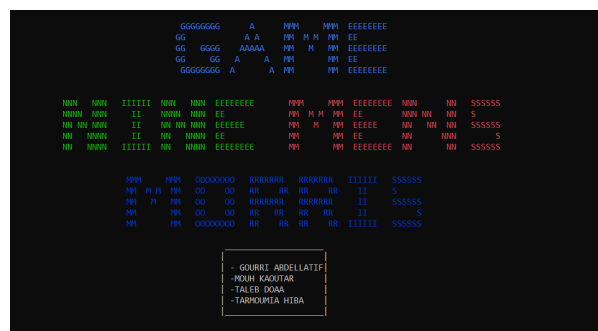 GAME
NINE MENS
MORRIS
- GOURRI ABDELLATIF
-MOUH KAOUTAR
-TALEB DOAA
-TARMOUMIA HIBA